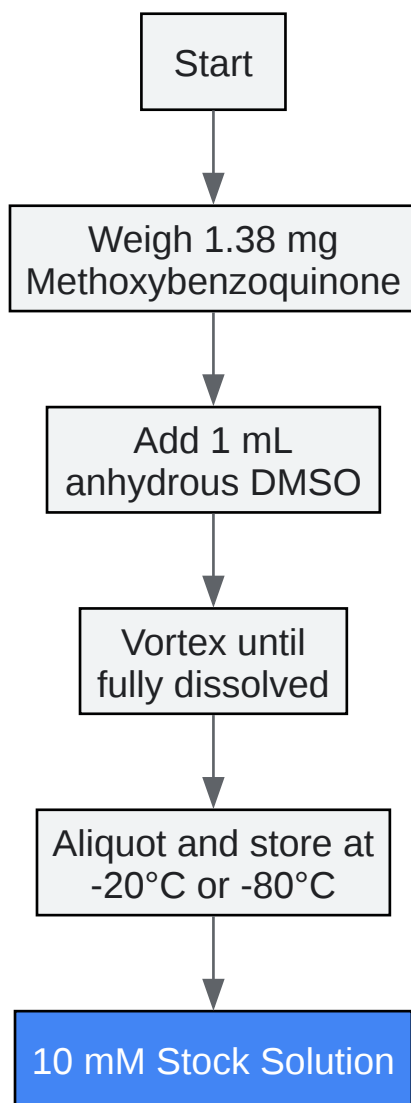 Start
Weigh 1.38 mg
Methoxybenzoquinone
Add 1 mL
anhydrous DMSO
Vortex until
fully dissolved
Aliquot and store at
-20°C or -80°C
10 mM Stock Solution